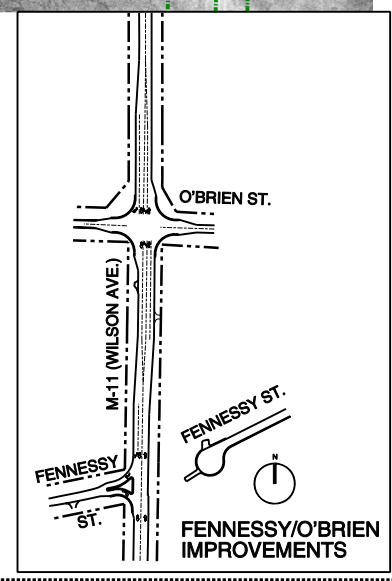 O'BRIEN ST.
M-11 (WILSON AVE.)
FENNESSY ST.
FENNESSY
ST.
N
FENNESSY/O'BRIEN
IMPROVEMENTS